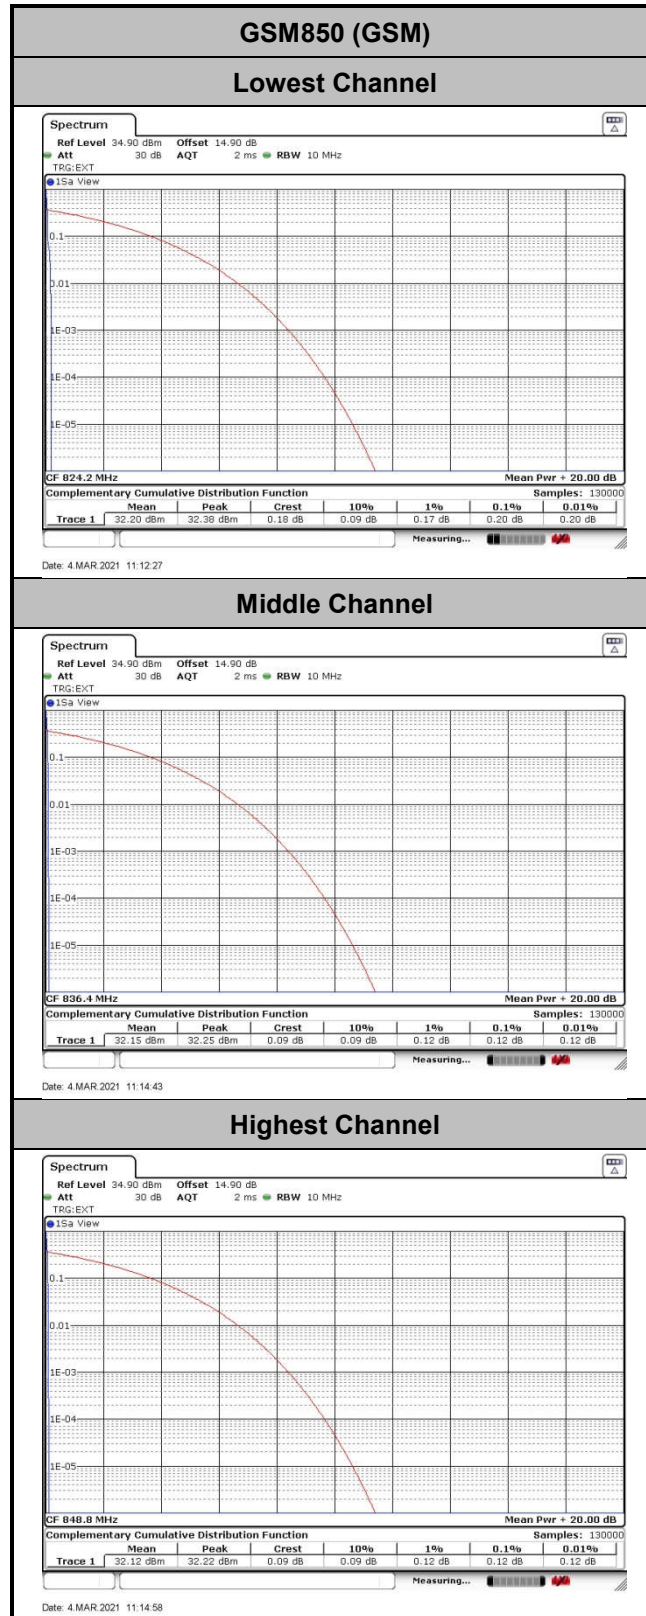 GSM850 (GSM)
Lowest Channel
Spectrum
Ref Level 34.90 dBm Offset 14.90 dB
Att 30 dB AQT 2 ms RBW 10 MHz
TRG:EXT
1Sa View
0.1
0.01
1E-03
1E-04
1E-05
CF 824.2 MHz Mean Pwr + 20.00 dB
Complementary Cumulative Distribution Function Samples: 130000
Mean Peak Crest 10% 1% 0.1% 0.01%
Trace 1 32.20 dBm 32.38 dBm 0.18 dB 0.09 dB 0.17 dB 0.20 dB 0.20 dB
Measuring...
Date: 4.MAR.2021 11:12:27
Middle Channel
Spectrum
Ref Level 34.90 dBm Offset 14.90 dB
Att 30 dB AQT 2 ms RBW 10 MHz
TRG:EXT
1Sa View
0.1
0.01
1E-03
1E-04
1E-05
CF 836.4 MHz Mean Pwr + 20.00 dB
Complementary Cumulative Distribution Function Samples: 130000
Mean Peak Crest 10% 1% 0.1% 0.01%
Trace 1 32.15 dBm 32.25 dBm 0.09 dB 0.09 dB 0.12 dB 0.12 dB 0.12 dB
Measuring...
Date: 4.MAR.2021 11:14:43
Highest Channel
Spectrum
Ref Level 34.90 dBm Offset 14.90 dB
Att 30 dB AQT 2 ms RBW 10 MHz
TRG:EXT
1Sa View
0.1
0.01
1E-03
1E-04
1E-05
CF 848.8 MHz Mean Pwr + 20.00 dB
Complementary Cumulative Distribution Function Samples: 130000
Mean Peak Crest 10% 1% 0.1% 0.01%
Trace 1 32.12 dBm 32.22 dBm 0.09 dB 0.09 dB 0.12 dB 0.12 dB 0.12 dB
Measuring...
Date: 4.MAR.2021 11:14:58